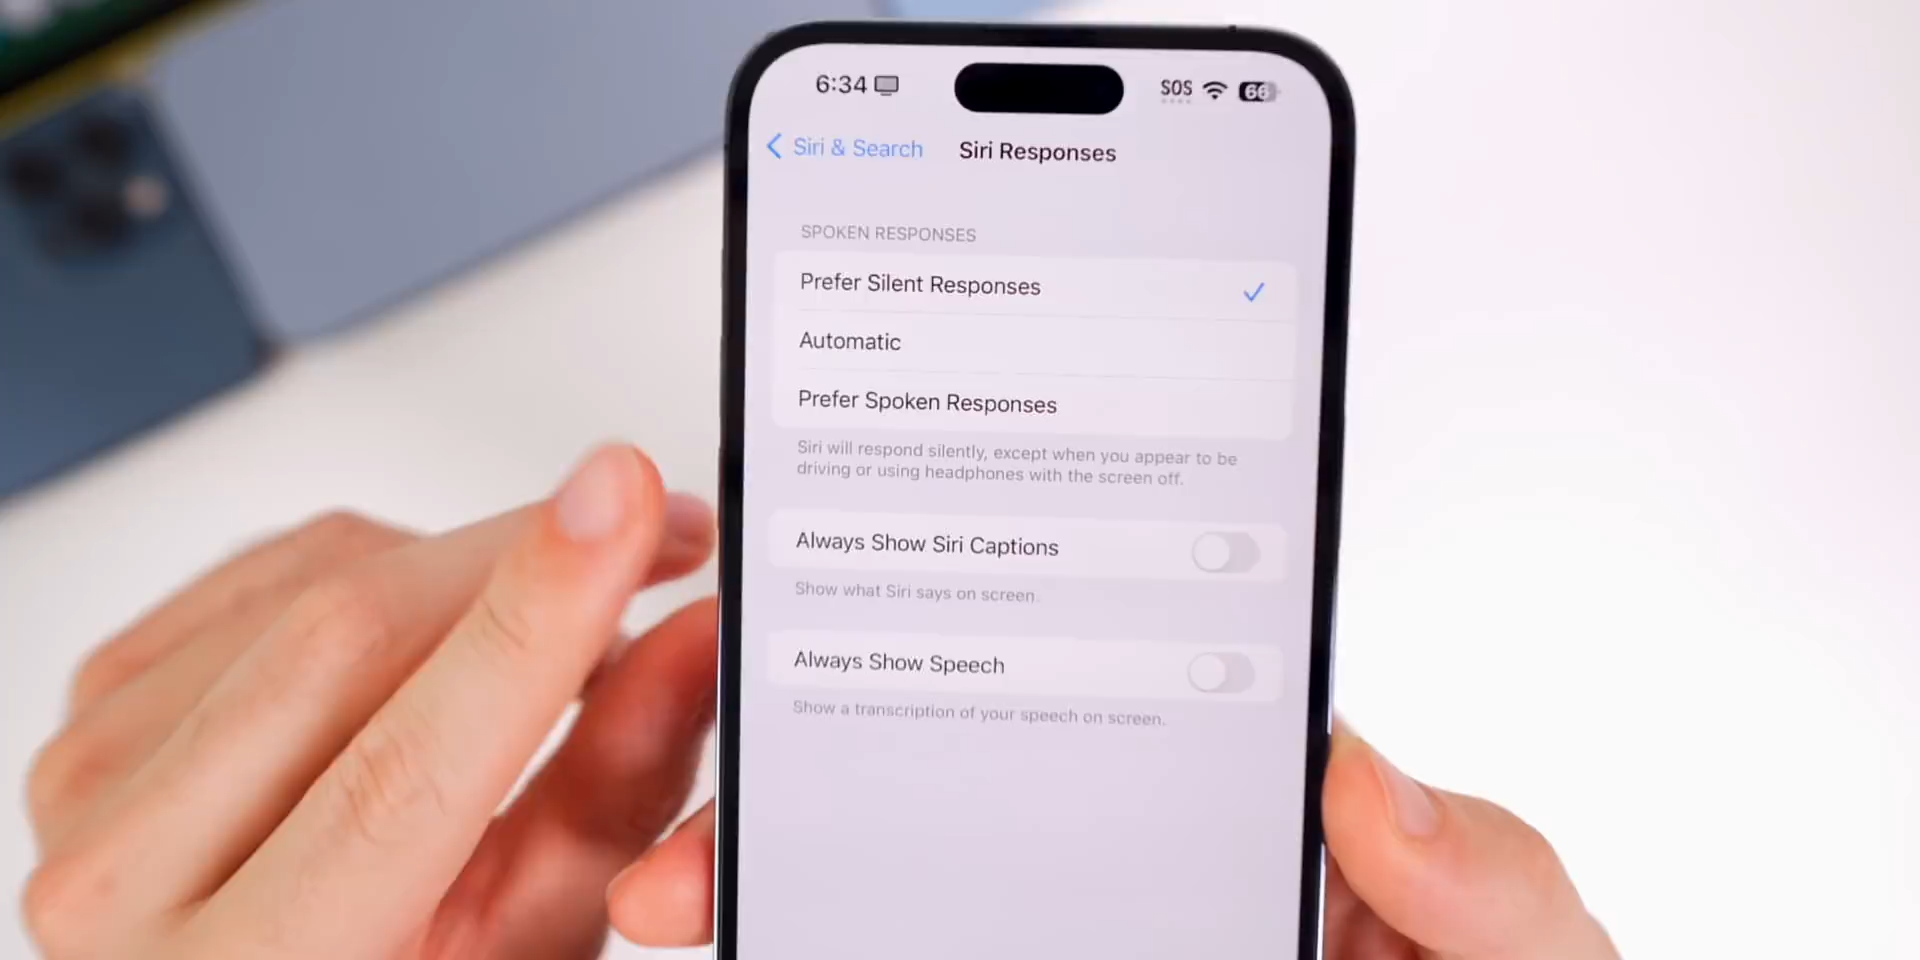 6:34
SOS
66
Siri & Search
Siri Responses
SPOKEN RESPONSES
Prefer Silent Responses
Automatic
Prefer Spoken Responses
Siri will respond silently, except when you appear to be
driving or using headphones with the screen off.
Always Show Siri Captions
Show what Siri says on screen.
Always Show Speech
Show a transcription of your speech on screen.